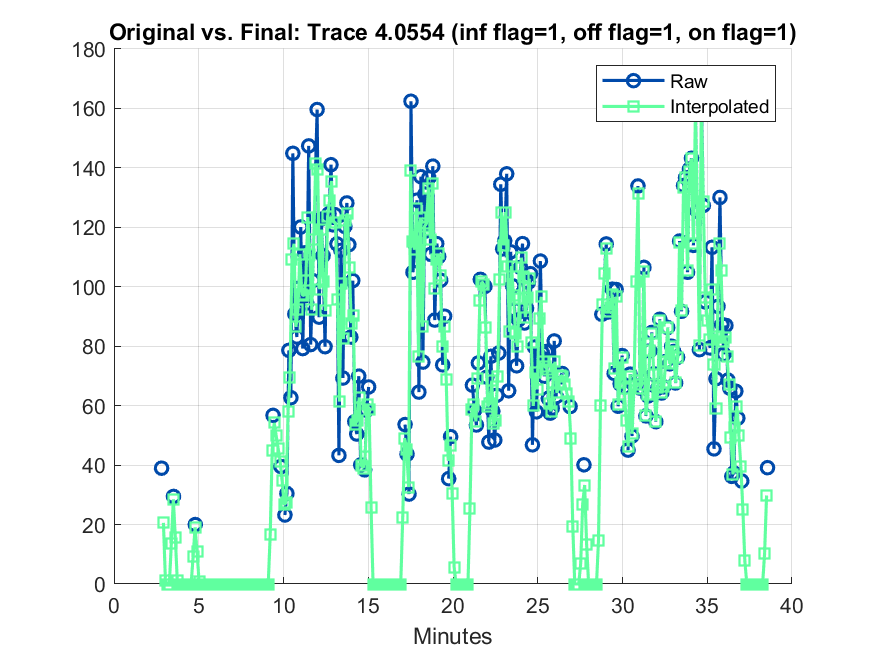 Original vs. Final: Trace 4.0554 (inf flag=1, off flag=1, on flag=1)
180
160
140
120
100
80
60
40
20
0
Raw
Interpolated
0 5 10 15 20 25 30 35 40
Minutes